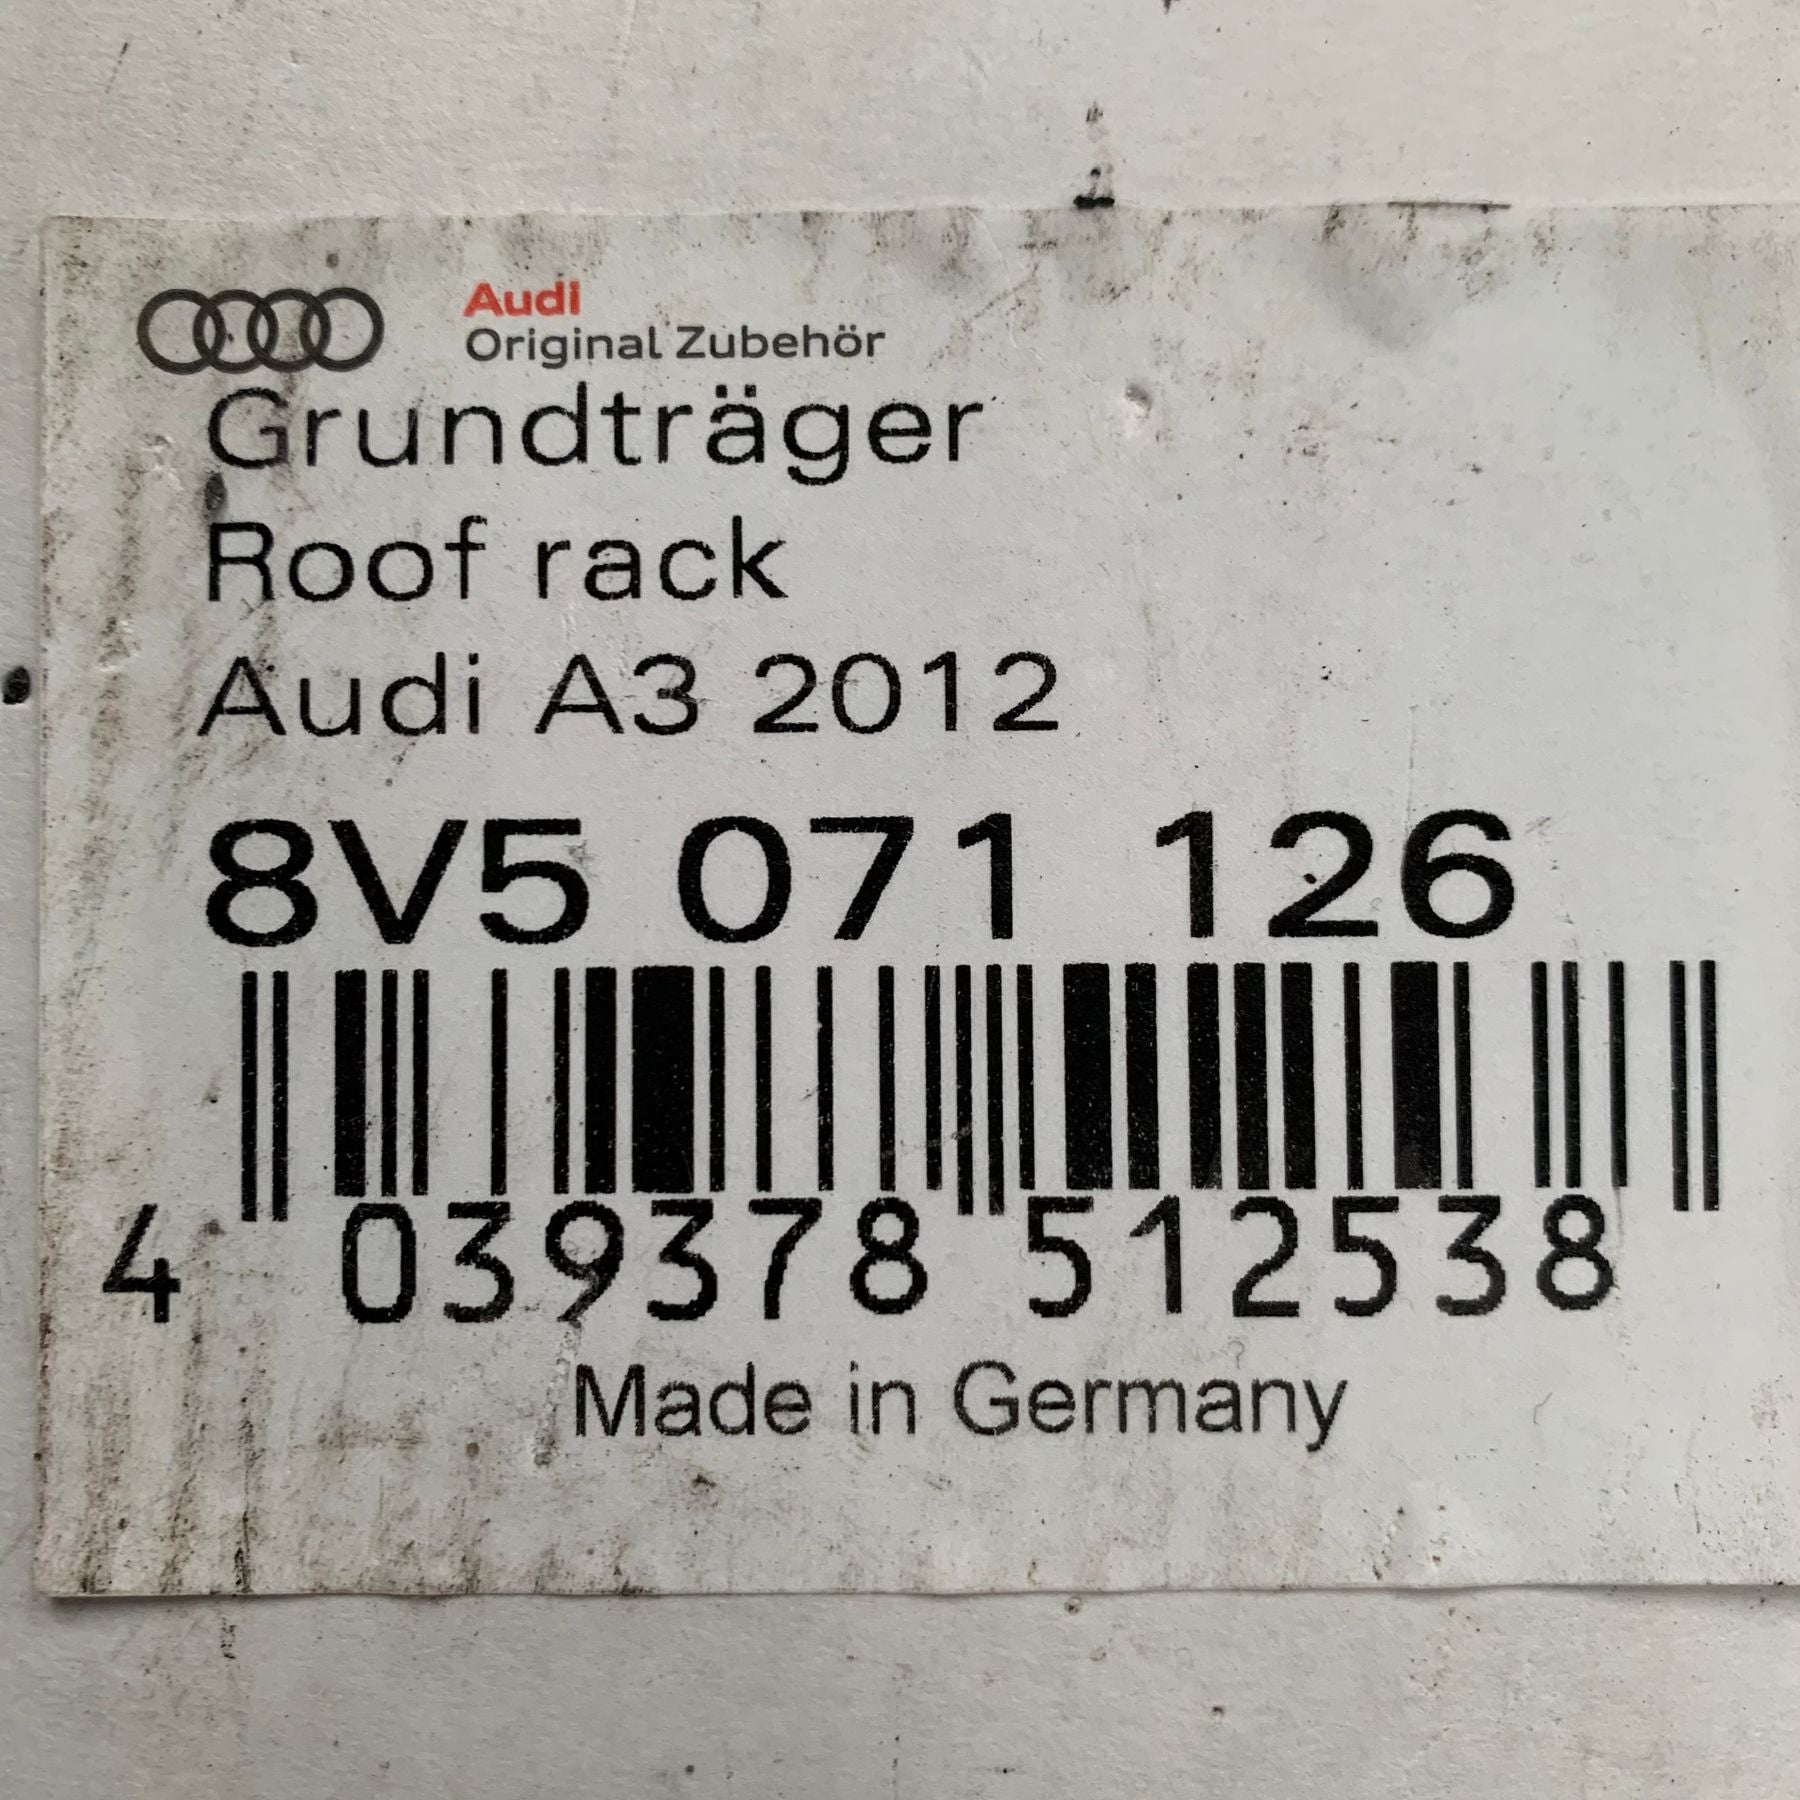 Audi
Original Zubehör
Grundträger
Roof rack
Audi A3 2012
8V5 071 126
4 039378 512538
Made in Germany